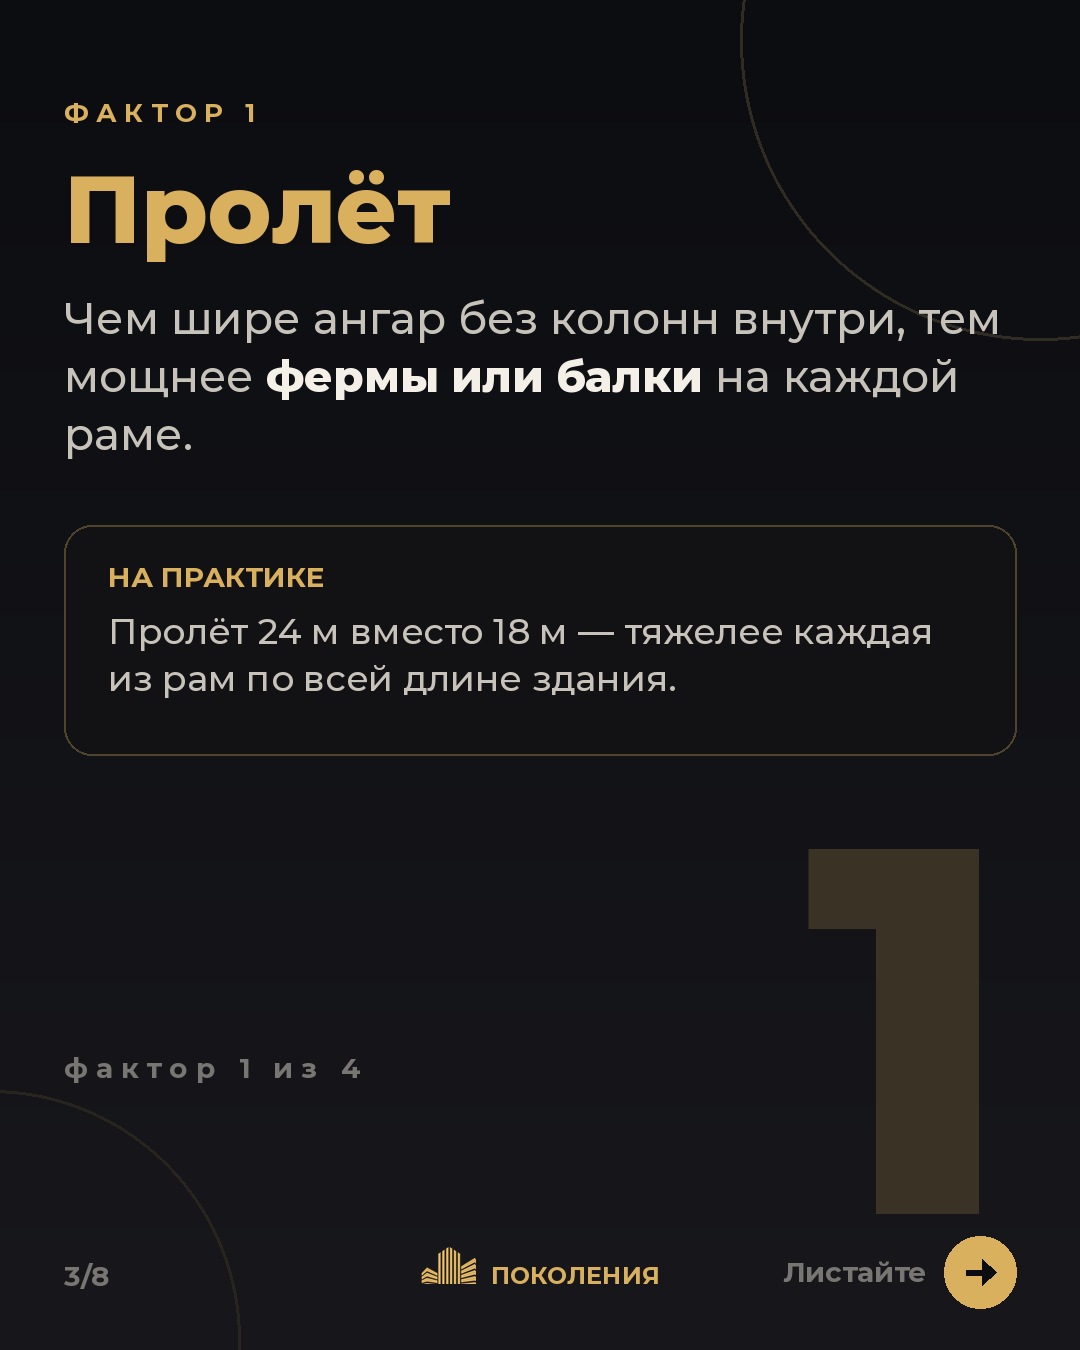 ФАКТОР 1
Пролёт
Чем шире ангар без колонн внутри, тем
мощнее фермы или балки на каждой
раме.
НА ПРАКТИКЕ
Пролёт 24 м вместо 18 м — тяжелее каждая
из рам по всей длине здания.
1
фактор 1 из 4
3/8
ПОКОЛЕНИЯ
Листайте